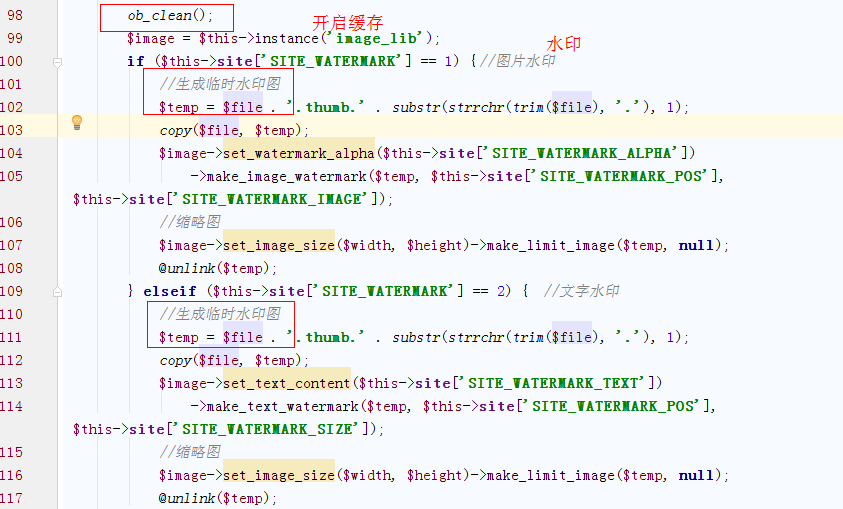 98 ob_clean(); 开启缓存
99 $image = $this->instance('image_lib');
100 if ($this->site['SITE_WATERMARK'] == 1) {//图片水印 水印
101 //生成临时水印图
102 $temp = $file . '.thumb.' . substr(strrchr(trim($file), '.'), 1);
103 copy($file, $temp);
104 $image->set_watermark_alpha($this->site['SITE_WATERMARK_ALPHA'])
105 ->make_image_watermark($temp, $this->site['SITE_WATERMARK_POS'],
$this->site['SITE_WATERMARK_IMAGE']);
106 //缩略图
107 $image->set_image_size($width, $height)->make_limit_image($temp, null);
108 @unlink($temp);
109 } elseif ($this->site['SITE_WATERMARK'] == 2) { //文字水印
110 //生成临时水印图
111 $temp = $file . '.thumb.' . substr(strrchr(trim($file), '.'), 1);
112 copy($file, $temp);
113 $image->set_text_content($this->site['SITE_WATERMARK_TEXT'])
114 ->make_text_watermark($temp, $this->site['SITE_WATERMARK_POS'],
$this->site['SITE_WATERMARK_SIZE']);
115 //缩略图
116 $image->set_image_size($width, $height)->make_limit_image($temp, null);
117 @unlink($temp);